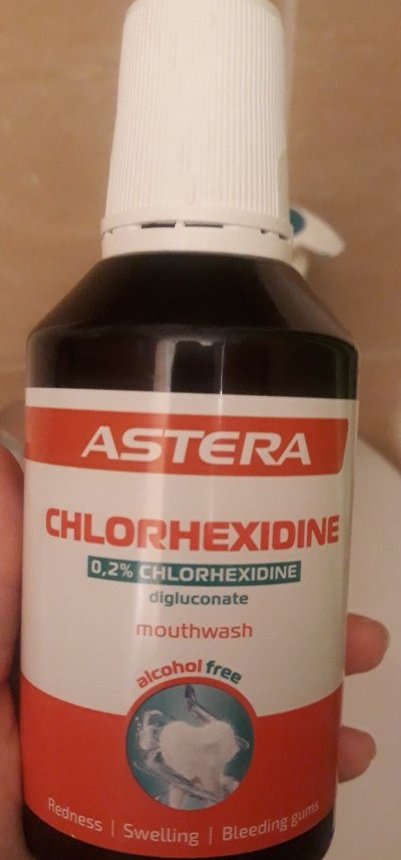 ASTERA
CHLORHEXIDINE
0,2% CHLORHEXIDINE
digluconate
mouthwash
alcohol free
Redness | Swelling | Bleeding gums